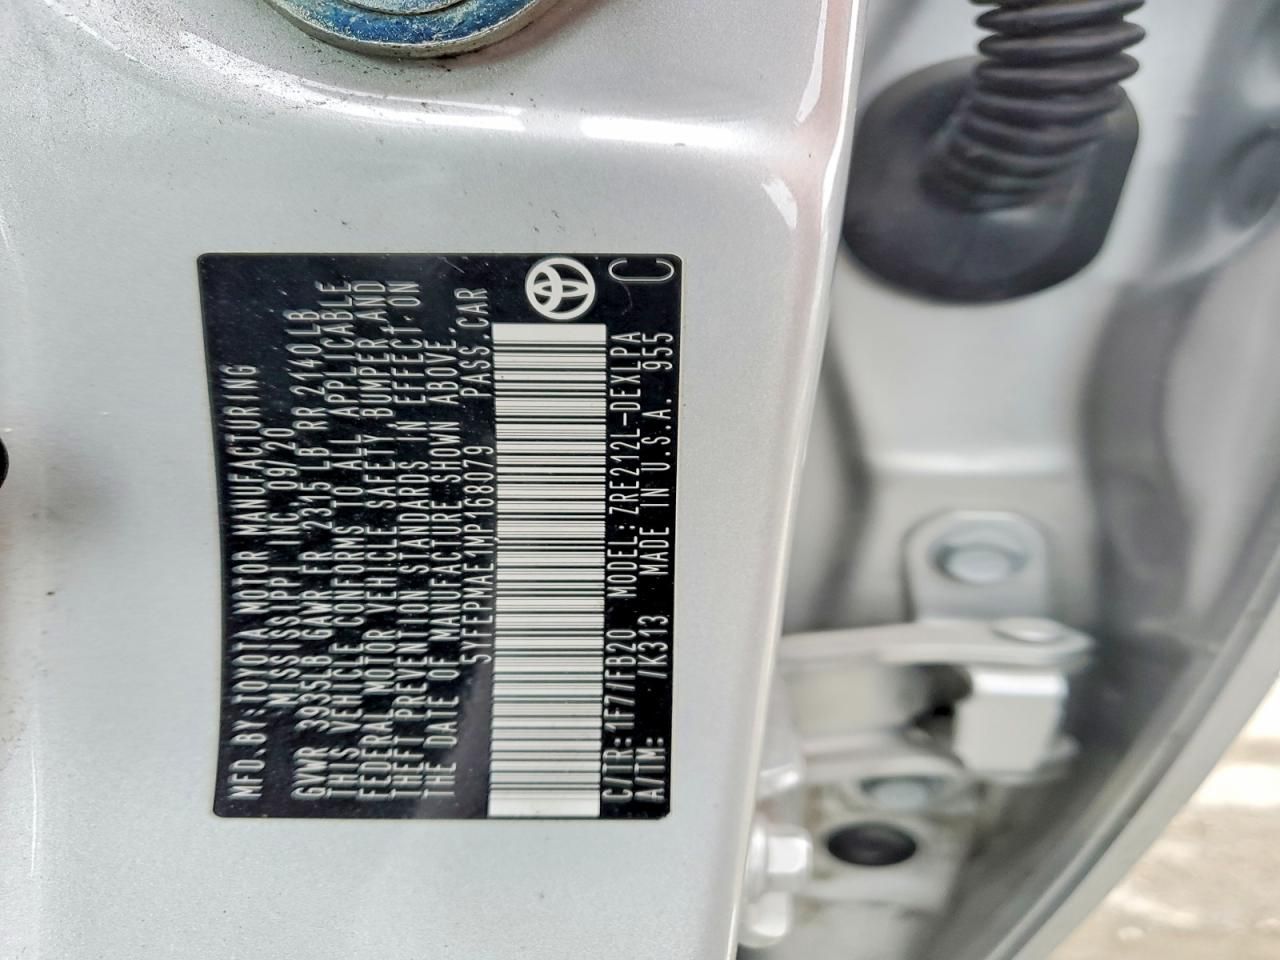 MFD.BY:TOYOTA MOTOR MANUFACTURING
MISSISSIPPI INC.09/20
GVWR 3935LB GAWR FR 2315LB RR 2140LB
THIS VEHICLE CONFORMS TO ALL APPLICABLE
FEDERAL MOTOR VEHICLE SAFETY, BUMPER,AND
THEFT PREVENTION STANDARDS IN EFFECT ON
THE DATE OF MANUFACTURE SHOWN ABOVE.
5YFEPMAE1MP168079 PASS.CAR
C/TR:1F7/FB20 MODEL:ZRE212L-DEXLPA
A/TM: /K313 MADE IN U.S.A. 955
C